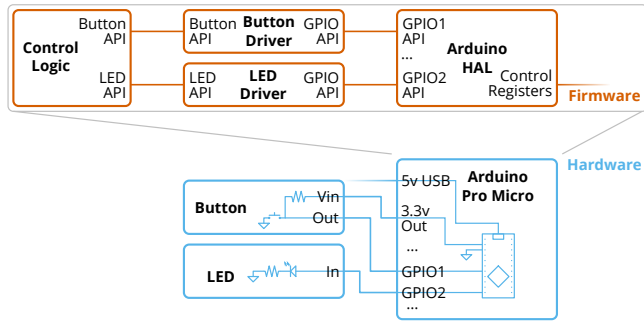 Control
Logic
Button
API
LED
API
Button
API
Button
Driver
GPIO
API
LED
API
LED
Driver
GPIO
API
GPIO1
API
...
GPIO2
API
Arduino
HAL
Control
Registers
Firmware
Hardware
Button
Vin
Out
LED
In
5v USB
3.3v
Out
...
GPIO1
GPIO2
...
Arduino
Pro Micro